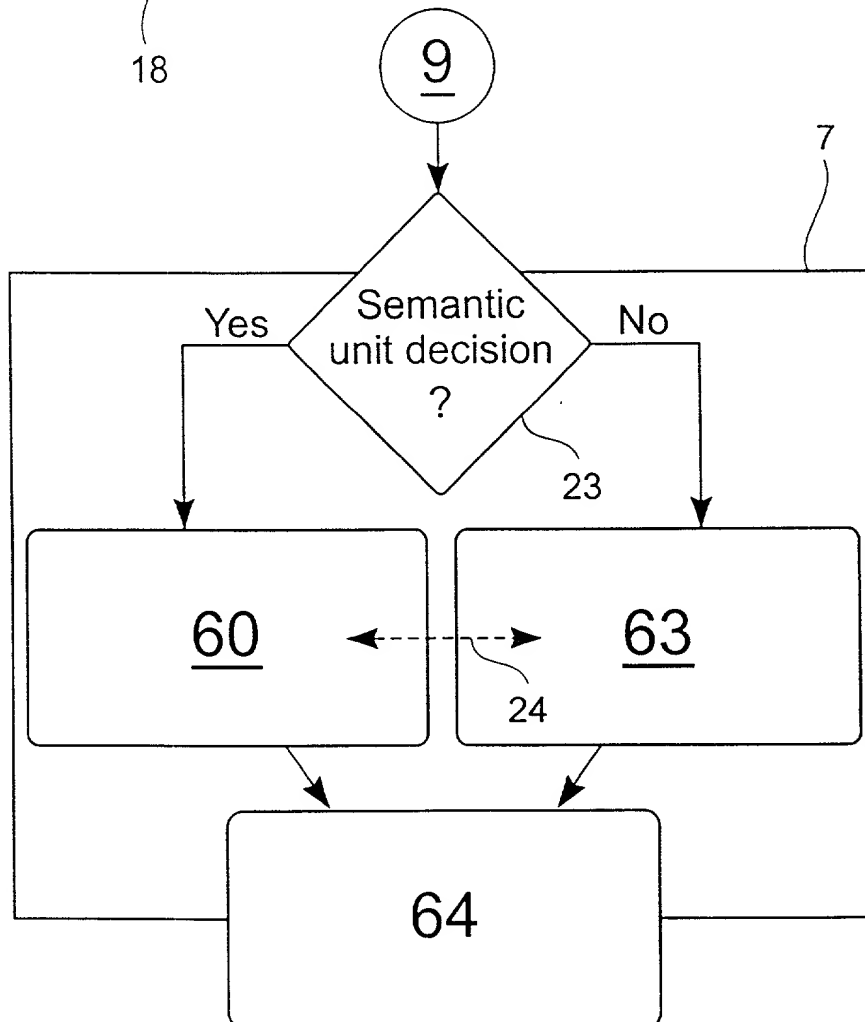 18
9
7
Yes
Semantic
unit decision
?
No
23
60
63
24
64